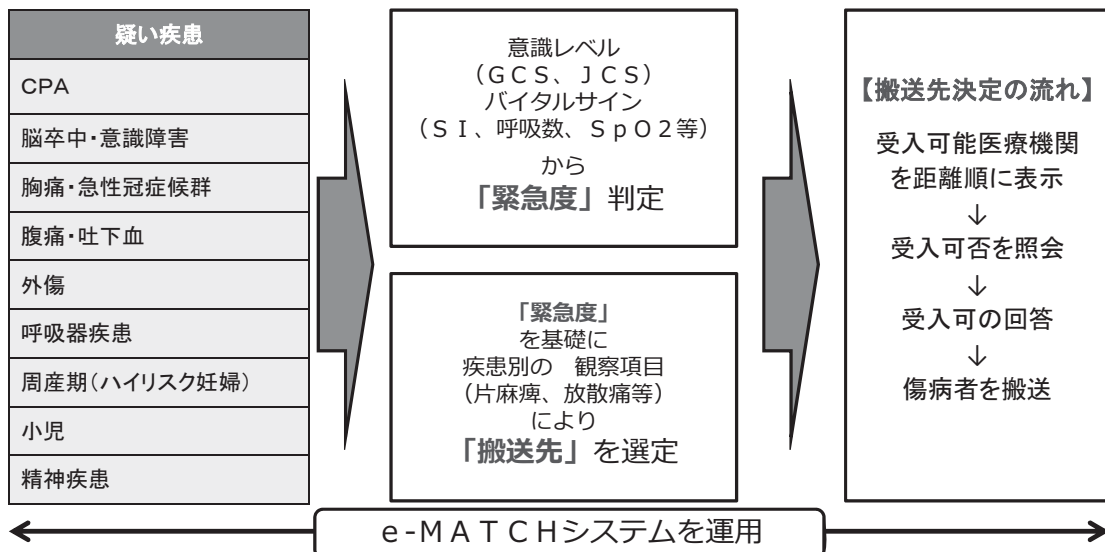 疑い疾患
CPA
脳卒中・意識障害
胸痛・急性冠症候群
腹痛・吐下血
外傷
呼吸器疾患
周産期（ハイリスク妊婦）
小児
精神疾患
意識レベル
（ＧＣＳ、ＪＣＳ）
バイタルサイン
（ＳＩ、呼吸数、ＳｐＯ２等）
から
「緊急度」判定
「緊急度」
を基礎に
疾患別の　観察項目
（片麻痺、放散痛等）
により
「搬送先」を選定
【搬送先決定の流れ】
受入可能医療機関
を距離順に表示
↓
受入可否を照会
↓
受入可の回答
↓
傷病者を搬送
ｅ-ＭＡＴＣＨシステムを運用